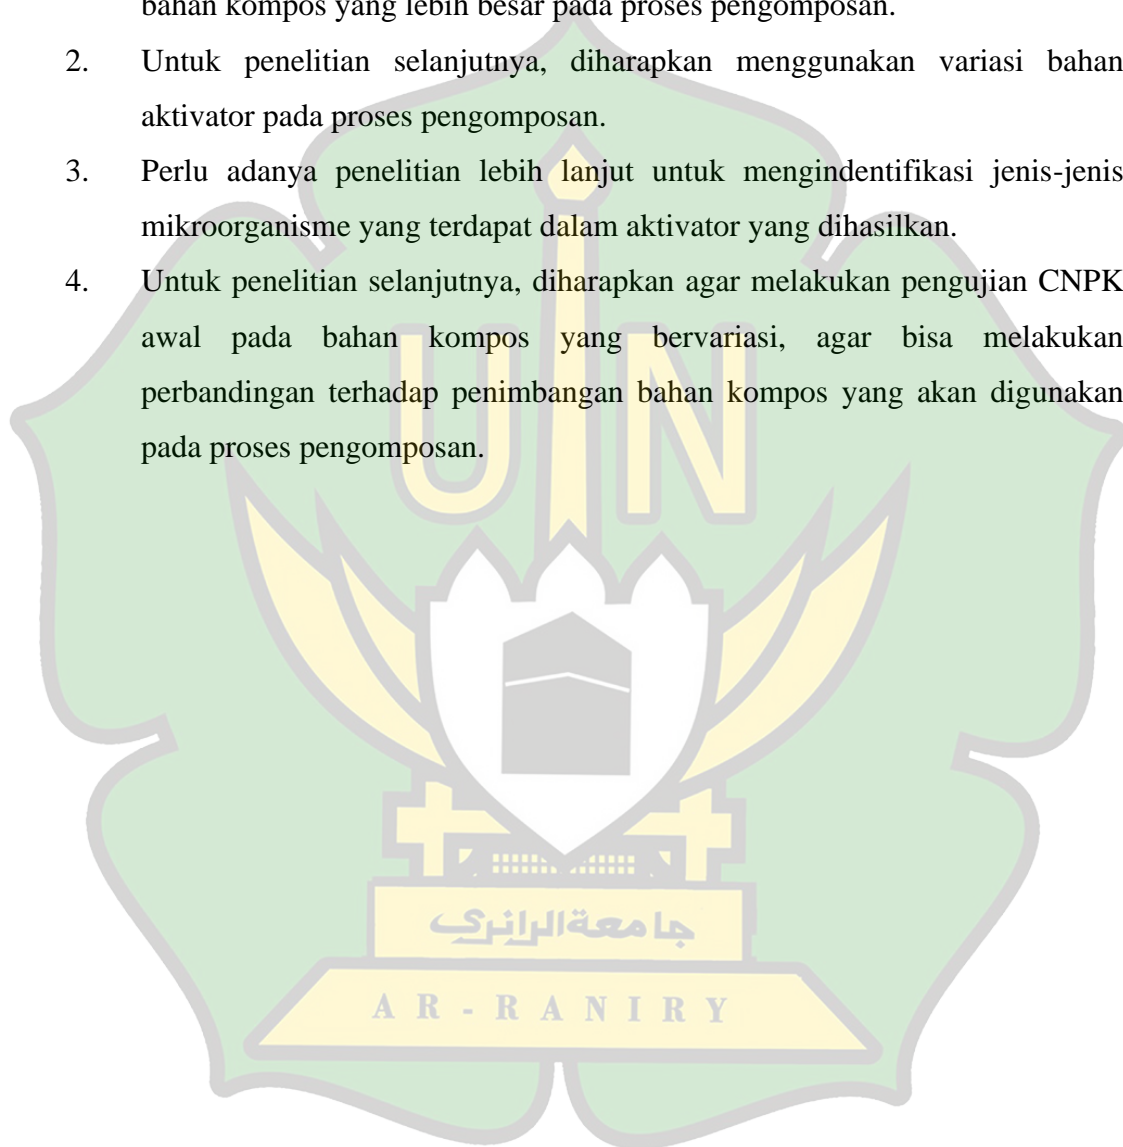 bahan kompos yang lebih besar pada proses pengomposan.
2. Untuk penelitian selanjutnya, diharapkan menggunakan variasi bahan
aktivator pada proses pengomposan.
3. Perlu adanya penelitian lebih lanjut untuk mengindentifikasi jenis-jenis
mikroorganisme yang terdapat dalam aktivator yang dihasilkan.
4. Untuk penelitian selanjutnya, diharapkan agar melakukan pengujian CNPK
awal pada bahan kompos yang bervariasi, agar bisa melakukan
perbandingan terhadap penimbangan bahan kompos yang akan digunakan
pada proses pengomposan.
UIN
جامعة الرانري
AR-RANIRY